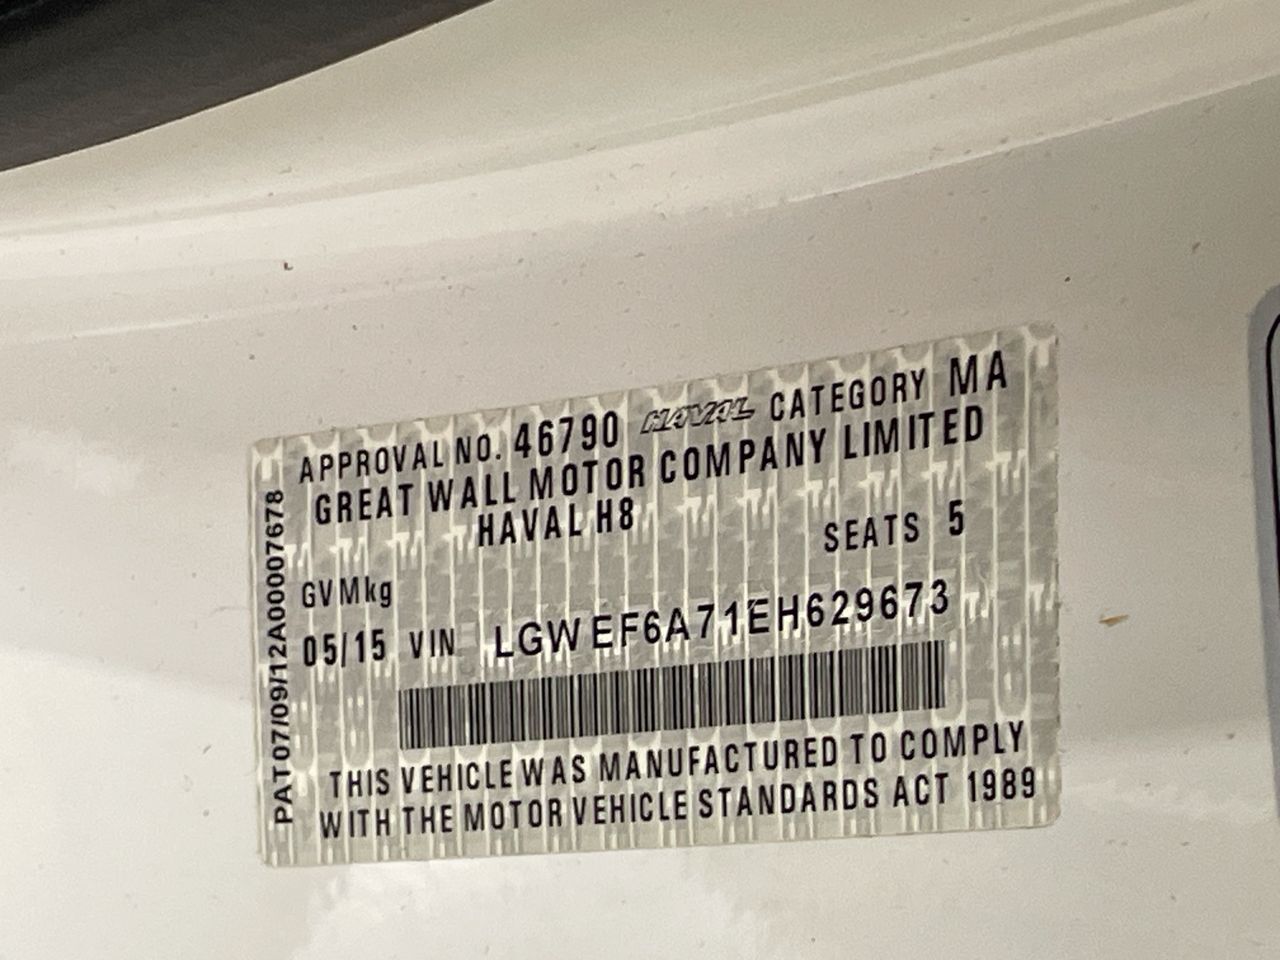 APPROVAL NO. 46790 HAVAL CATEGORY MA
GREAT WALL MOTOR COMPANY LIMITED
HAVAL H8
SEATS 5
GVMkg
05/15 VIN LGWEF6A71EH629673
THIS VEHICLE WAS MANUFACTURED TO COMPLY
WITH THE MOTOR VEHICLE STANDARDS ACT 1989
PAT07/09/12A00007678